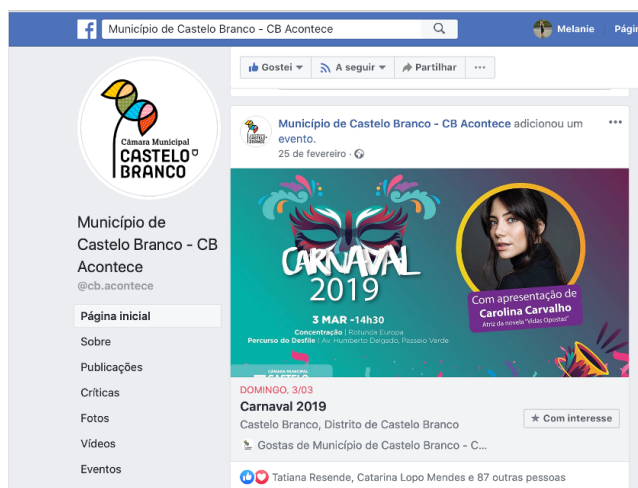 Município de Castelo Branco - CB Acontece
Melanie
Págin
Gostei
A seguir
Partilhar
Câmara Municipal
CASTELO
BRANCO
Município de
Castelo Branco - CB
Acontece
@cb.acontece
Página inicial
Sobre
Publicações
Críticas
Fotos
Vídeos
Eventos
Município de Castelo Branco - CB Acontece adicionou um
evento.
25 de fevereiro
CARNAVAL
2019
3 MAR -14h30
Concentração | Rotunda Europa
Percurso do Desfile | Av. Humberto Delgado, Passeio Verde
Com apresentação de
Carolina Carvalho
Atriz da novela "Vidas Opostas"
CÂMARA MUNICIPAL
DOMINGO, 3/03
Carnaval 2019
Castelo Branco, Distrito de Castelo Branco
Com interesse
Gostas de Município de Castelo Branco - C...
Tatiana Resende, Catarina Lopo Mendes e 87 outras pessoas